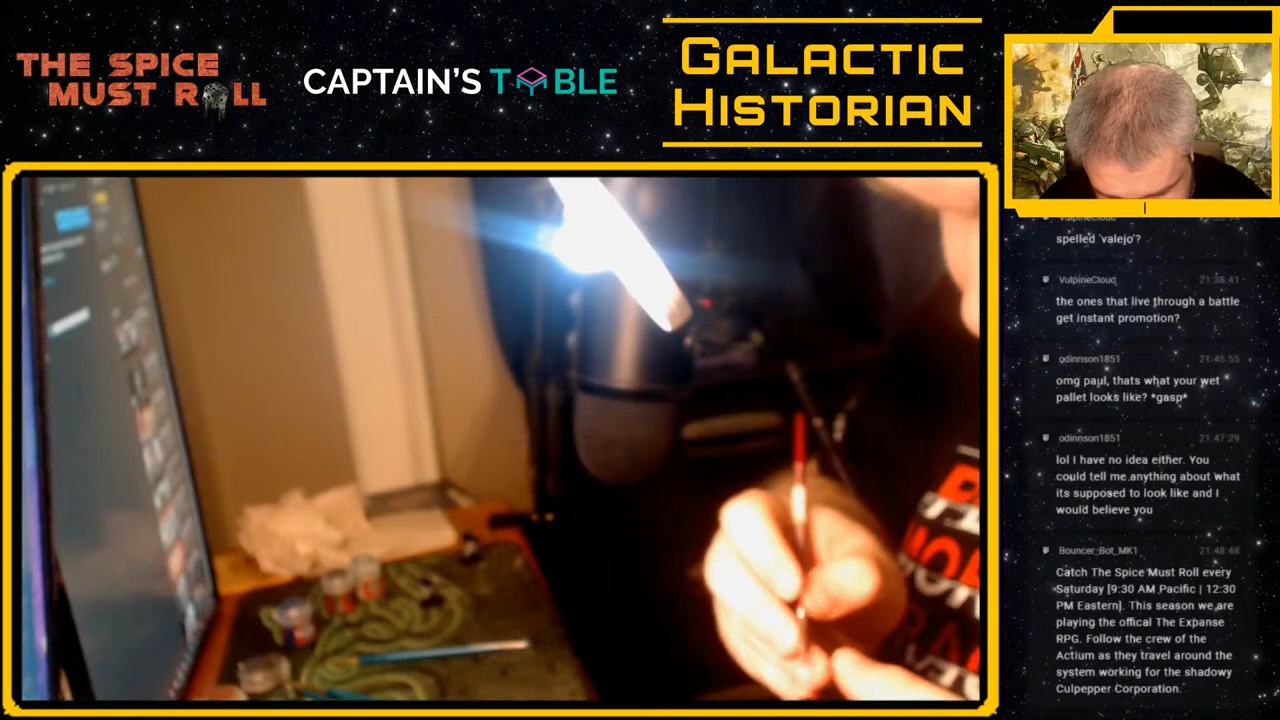 THE SPICE
MUST ROLL
CAPTAIN'S TABLE
GALACTIC
HISTORIAN
VulpineCloud
spelled 'valejo'?
VulpineCloud 21:38:41
the ones that live through a battle
get instant promotion?
odinnson1851 21:45:55
omg paul, thats what your wet
pallet looks like? *gasp*
odinnson1851 21:47:29
lol I have no idea either. You
could tell me anything about what
its supposed to look like and I
would believe you
Bouncer_Bot_MK1 21:48:48
Catch The Spice Must Roll every
Saturday [9:30 AM Pacific | 12:30
PM Eastern]. This season we are
playing the offical The Expanse
RPG. Follow the crew of the
Actium as they travel around the
system working for the shadowy
Culpepper Corporation.